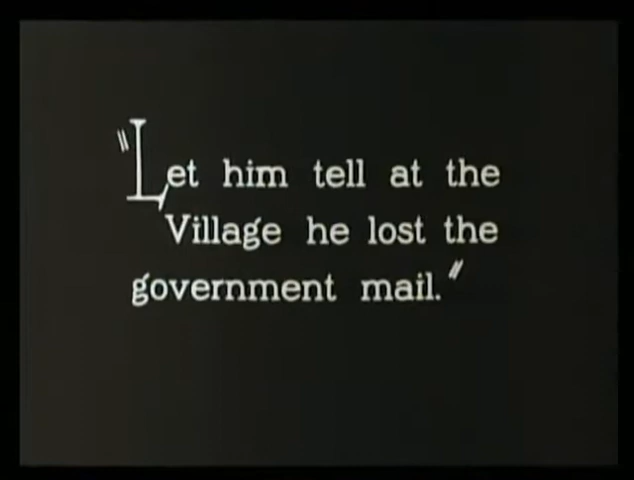 "Let him tell at the
Village he lost the
government mail."